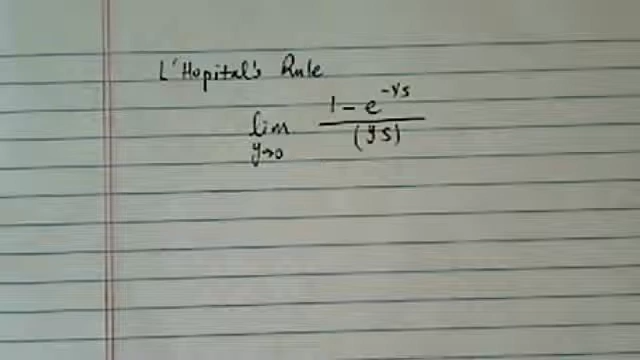 L'Hopital's Rule
lim y→0 1 - e^-ys / (ys)